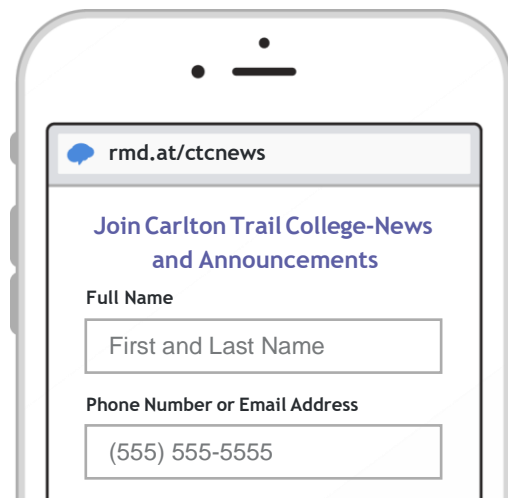 rmd.at/ctcnews
Join Carlton Trail College-News
and Announcements
Full Name
First and Last Name
Phone Number or Email Address
(555) 555-5555